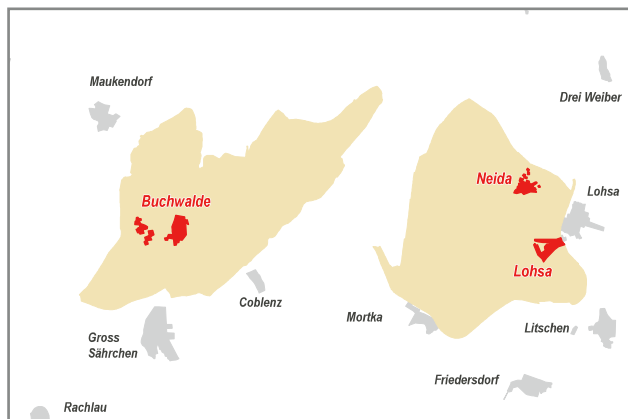 Maukendorf
Drei Weiber
Buchwalde
Neida
Lohsa
Lohsa
Coblenz
Mortka
Litschen
Gross
Sährchen
Friedersdorf
Rachlau